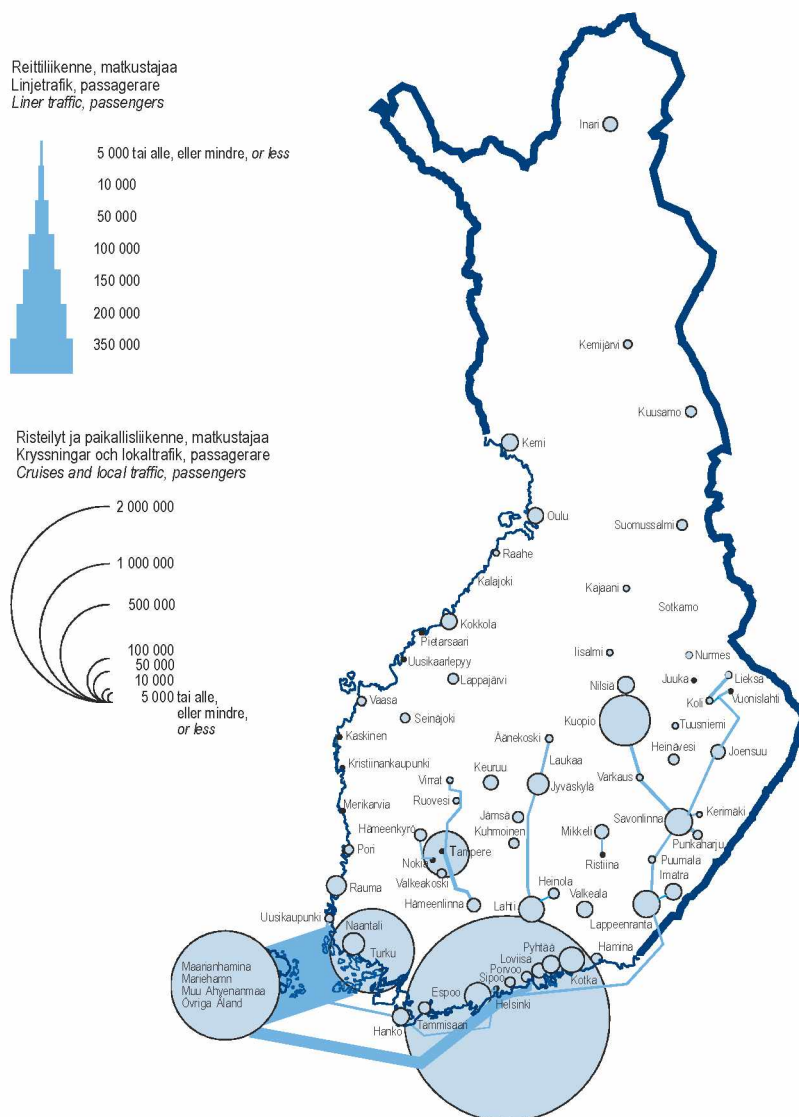 Reittiliikenne, matkustajaa
Linjetrafik, passagerare
Liner traffic, passengers
5 000 tai alle, eller mindre, or less
10 000
50 000
100 000
150 000
200 000
350 000
Risteilyt ja paikallisliikenne, matkustajaa
Kryssningar och lokaltrafik, passagerare
Cruises and local traffic, passengers
2 000 000
1 000 000
500 000
100 000
50 000
10 000
5 000 tai alle,
eller mindre,
or less
Inari
Kemijärvi
Kuusamo
Kemi
Oulu
Suomussalmi
Raahe
Kalajoki
Kajaani
Sotkamo
Kokkola
Pietarsaari
Uusikaarlepyy
Iisalmi
Nurmes
Lappajärvi
Nilsiä
Juuka
Lieksa
Vuonislahti
Koli
Vaasa
Seinäjoki
Kuopio
Tuusniemi
Kaskinen
Äänekoski
Laukaa
Heinävesi
Joensuu
Kristiinankaupunki
Virrat
Keuruu
Jyväskylä
Varkaus
Ruovesi
Merikarvia
Jämsä
Savonlinna
Kerimäki
Hämeenkyrö
Kuhmoinen
Mikkeli
Punkaharju
Pori
Tampere
Nokia
Ristiina
Puumala
Valkeakoski
Imatra
Rauma
Hämeenlinna
Lahti
Heinola
Valkeala
Lappeenranta
Uusikaupunki
Naantali
Turku
Pyhtää
Hamina
Loviisa
Porvoo
Sipoo
Kotka
Maarianhamina
Mariehamn
Muu Ahvenanmaa
Övriga Åland
Espoo
Helsinki
Hanko
Tammisaari